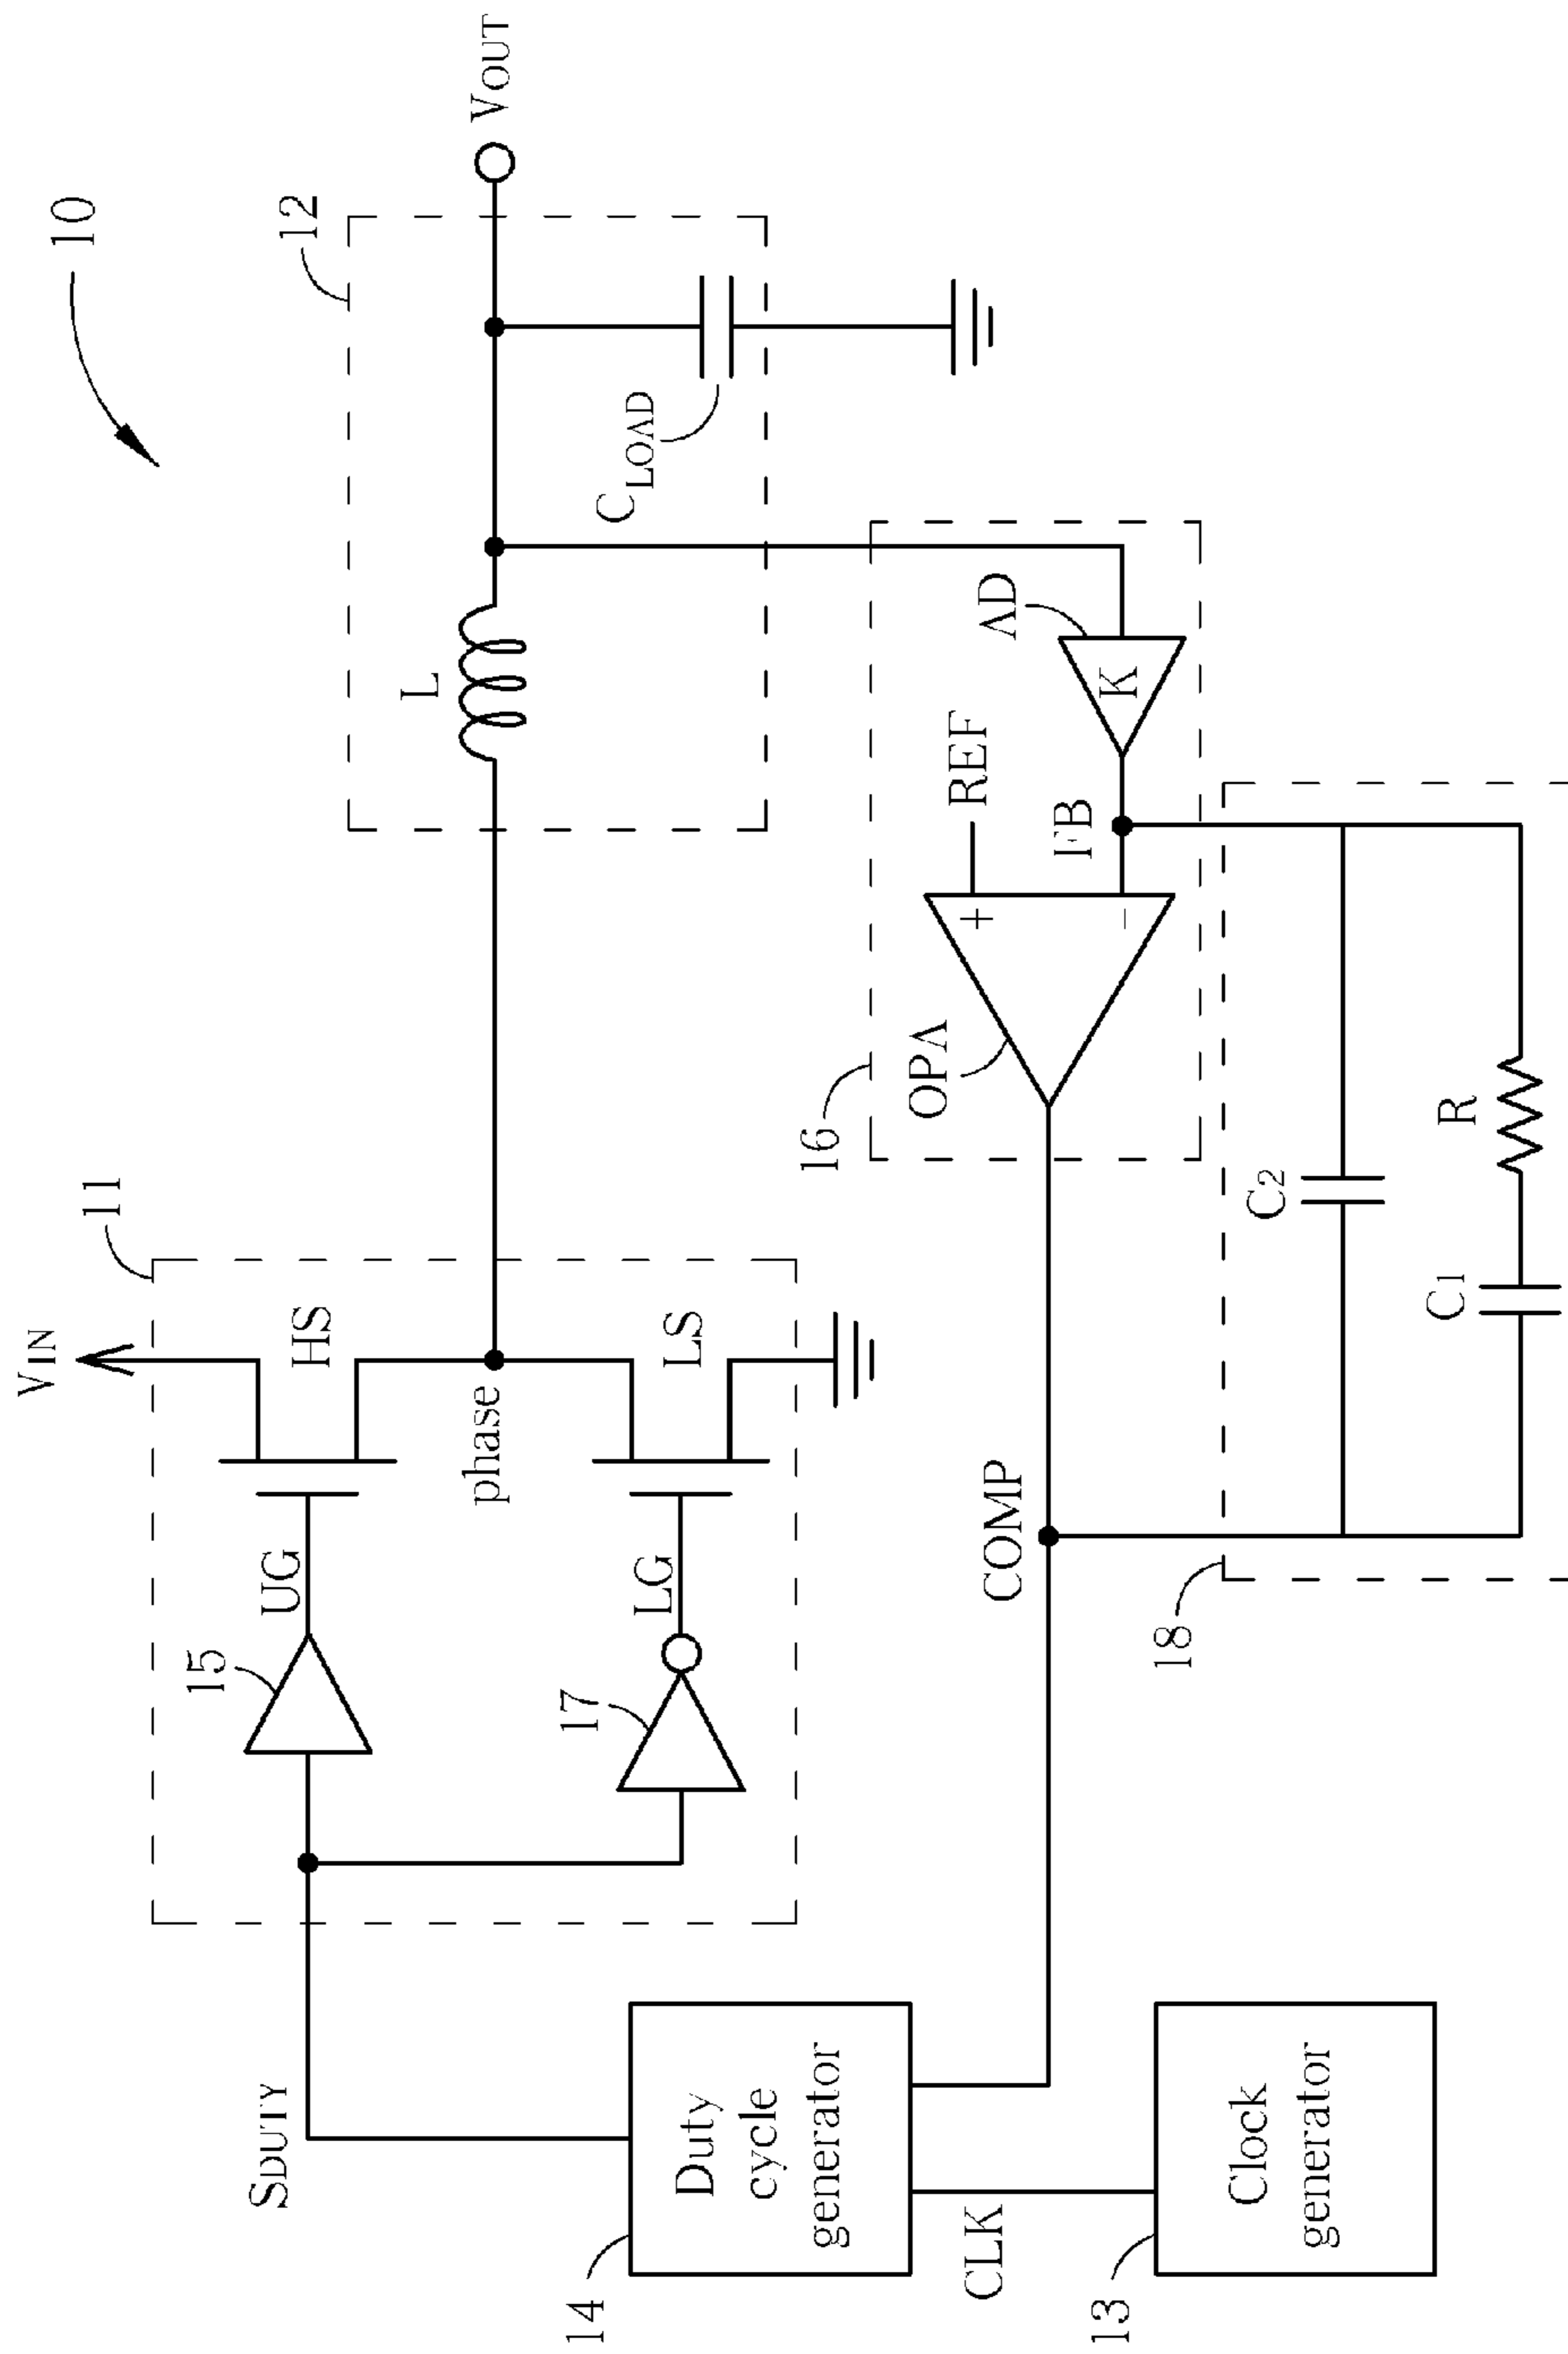 10
VIN
11
12
VOUT
15
UG
HS
L
phase
SDUTY
17
LG
LS
CLOAD
14
Duty
cycle
generator
16
OPA
REF
AD
+
−
FB
K
COMP
CLK
13
Clock
generator
18
C2
C1
R